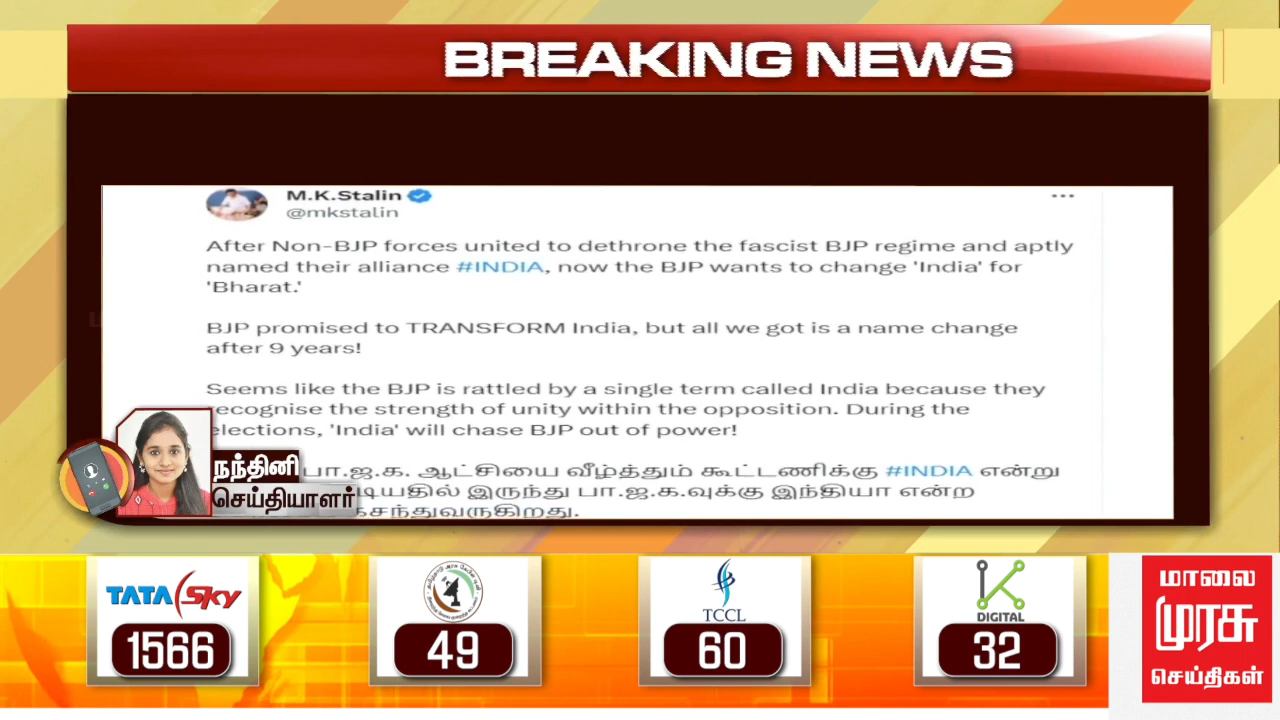 BREAKING NEWS
M.K.Stalin
@mkstalin
After Non-BJP forces united to dethrone the fascist BJP regime and aptly
named their alliance #INDIA, now the BJP wants to change 'India' for
'Bharat.'
BJP promised to TRANSFORM India, but all we got is a name change
after 9 years!
Seems like the BJP is rattled by a single term called India because they
recognise the strength of unity within the opposition. During the
elections, 'India' will chase BJP out of power!
பா.ஜ.க. ஆட்சியை வீழ்த்தும் கூட்டணிக்கு #INDIA என்று
டியதில் இருந்து பா.ஜ.க.வுக்கு இந்தியா என்ற
கசந்துவருகிறது.
நந்தினி
செய்தியாளர்
TATA Sky
1566
49
TCCL
60
DIGITAL
32
மாலை
முரசு
செய்திகள்